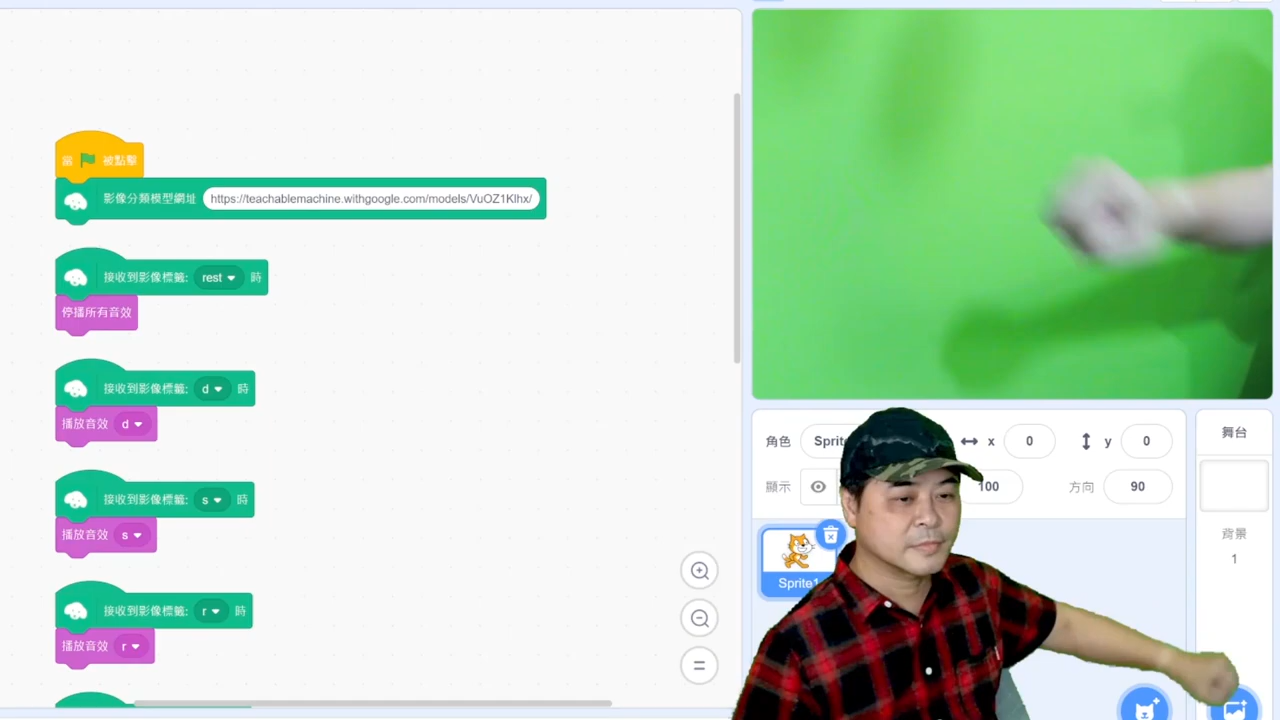 當 被點擊
影像分類模型網址 https://teachablemachine.withgoogle.com/models/VuOZ1Klhx/
接收到影像標籤: rest 時
停播所有音效
接收到影像標籤: d 時
播放音效 d
接收到影像標籤: s 時
播放音效 s
接收到影像標籤: r 時
播放音效 r
角色 x 0 y 0
顯示 100 方向 90
Sprite1
舞台
背景
1